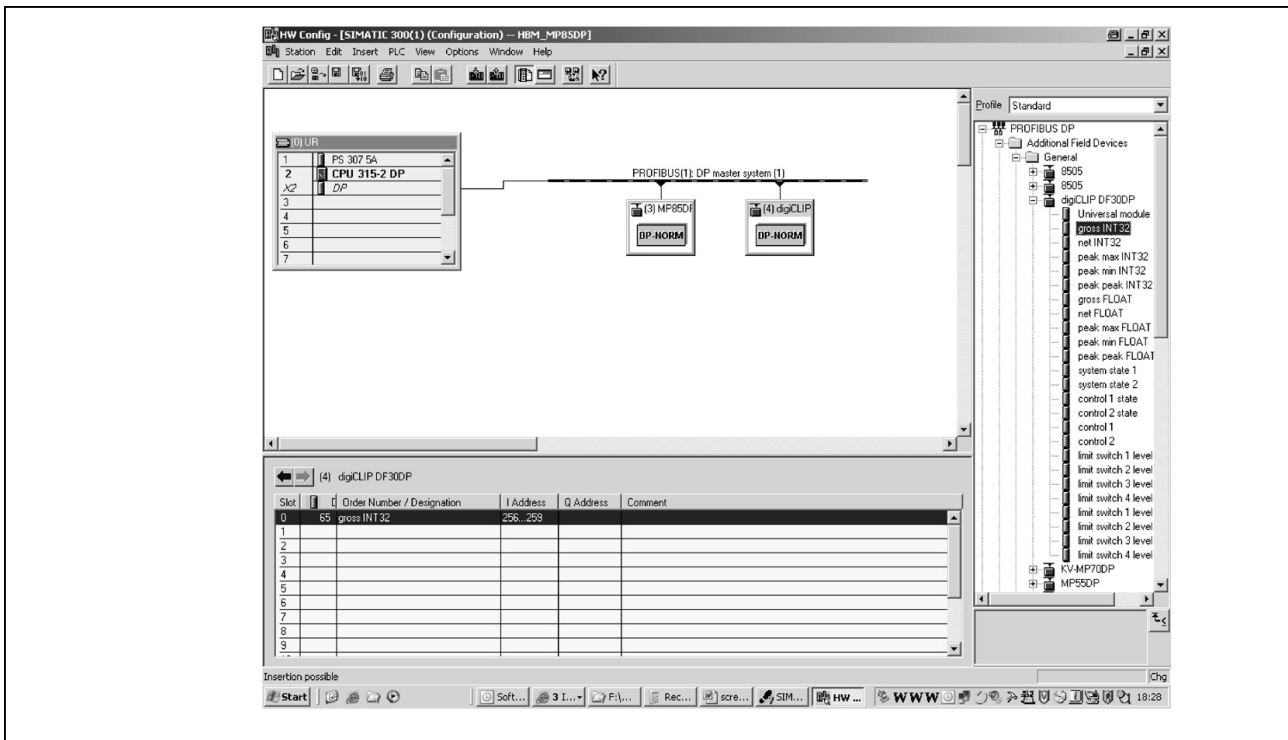 HW Config - [SIMATIC 300(1) (Configuration) -- HBM_MP85DP]
Station Edit Insert PLC View Options Window Help
(0) UR
1 PS 307 5A
2 CPU 315-2 DP
X2 DP
3
4
5
6
7
PROFIBUS(1): DP master system (1)
(3) MP85DP
DP-NORM
(4) digiCLIP
DP-NORM
Profile Standard
PROFIBUS DP
Additional Field Devices
General
8505
8505
digiCLIP DF30DP
Universal module
gross INT32
net INT32
peak max INT32
peak min INT32
peak peak INT32
gross FLOAT
net FLOAT
peak max FLOAT
peak min FLOAT
peak peak FLOAT
system state 1
system state 2
control 1 state
control 2 state
control 1
control 2
limit switch 1 level
limit switch 2 level
limit switch 3 level
limit switch 4 level
limit switch 1 level
limit switch 2 level
limit switch 3 level
limit switch 4 level
KV-MP70DP
MP55DP
(4) digiCLIP DF30DP
Slot D Order Number / Designation I Address Q Address Comment
0 65 gross INT32 256...259
1
2
3
4
5
6
7
8
9
Insertion possible
Chg
Start
Soft...
3 I...
F:\...
Rec...
scre...
SIM...
HW ...
W W W
18:28